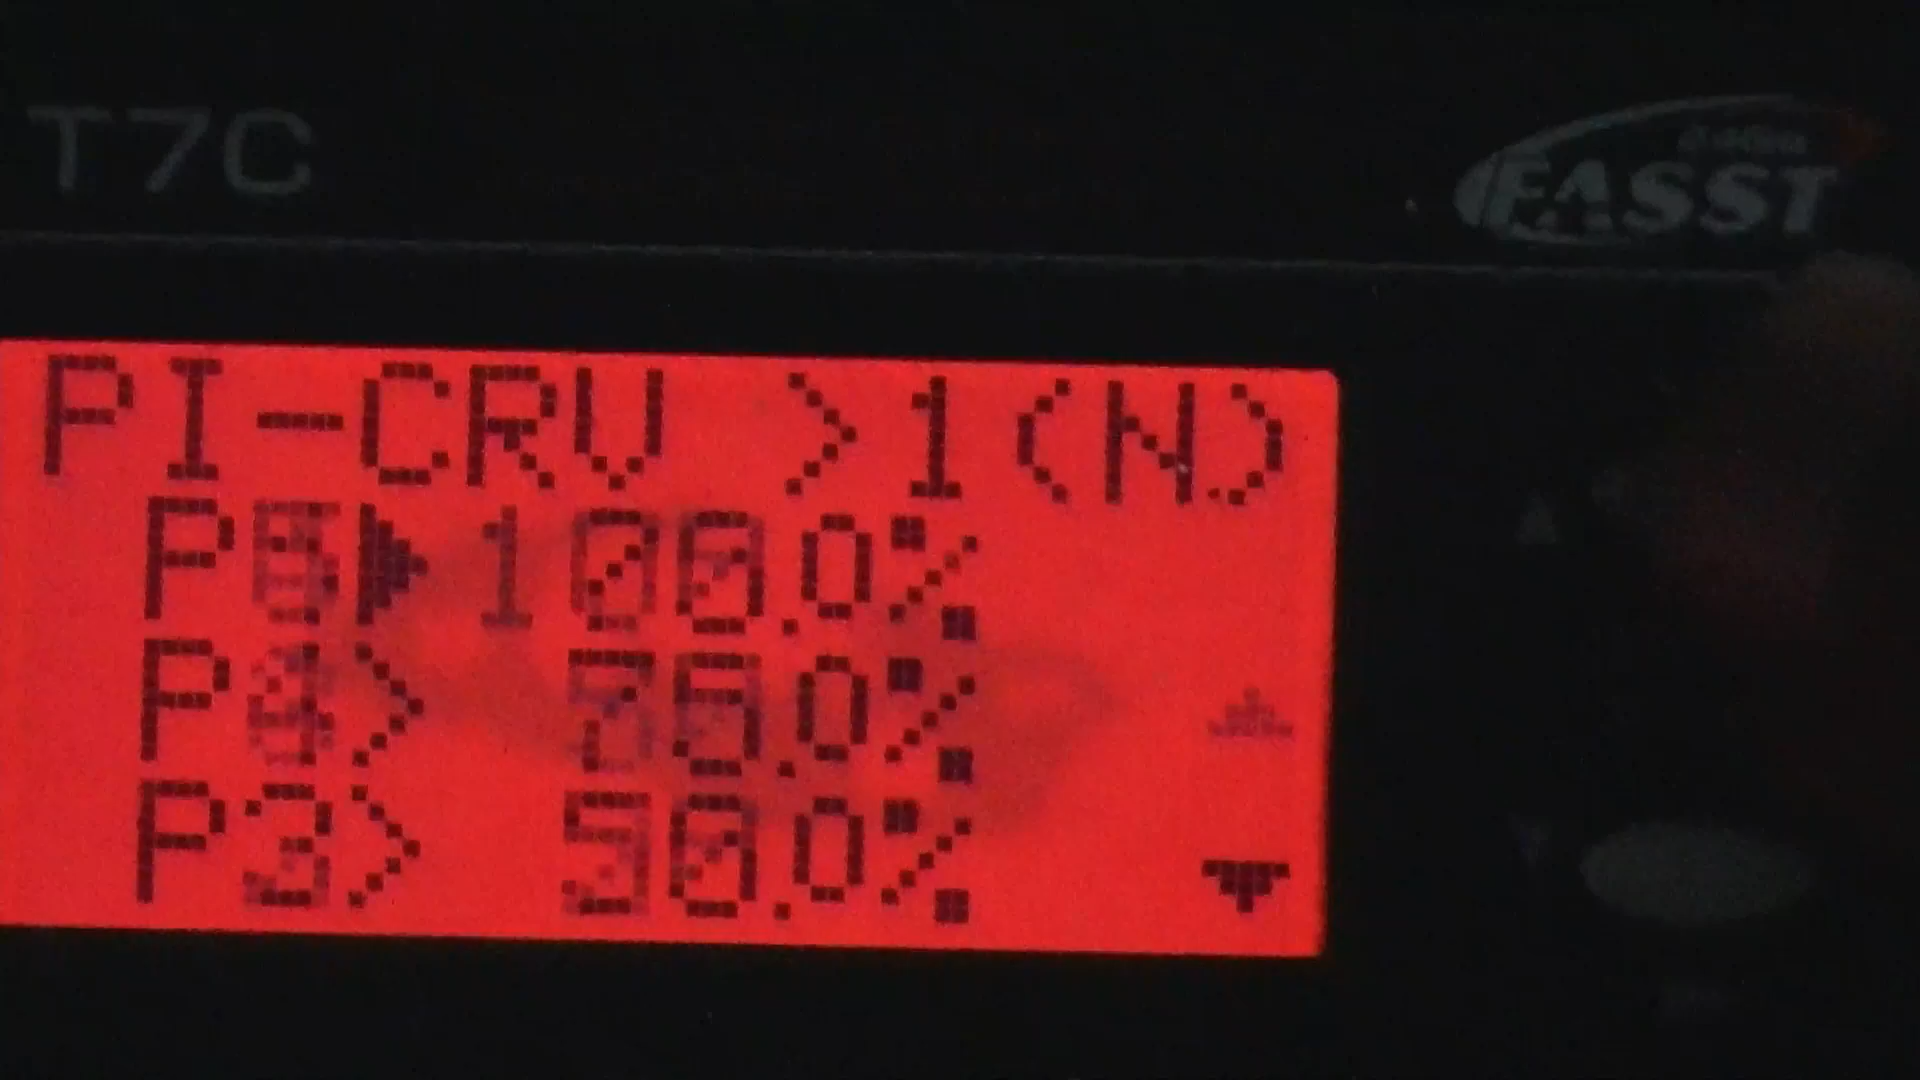 T7C
FASST
PI-CRV >1(N)
P5▶100.0%
P4> 75.0%
P3> 50.0%